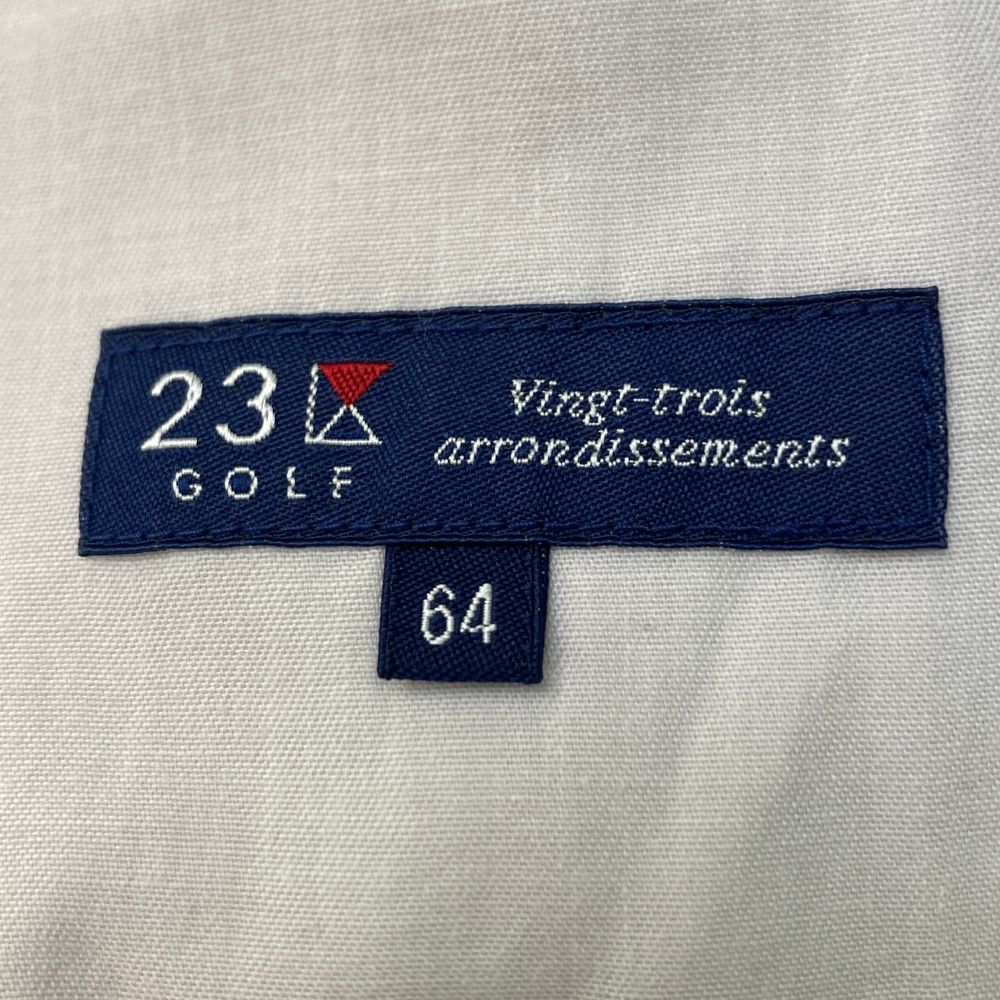 23
GOLF
Vingt-trois
arrondissements
64